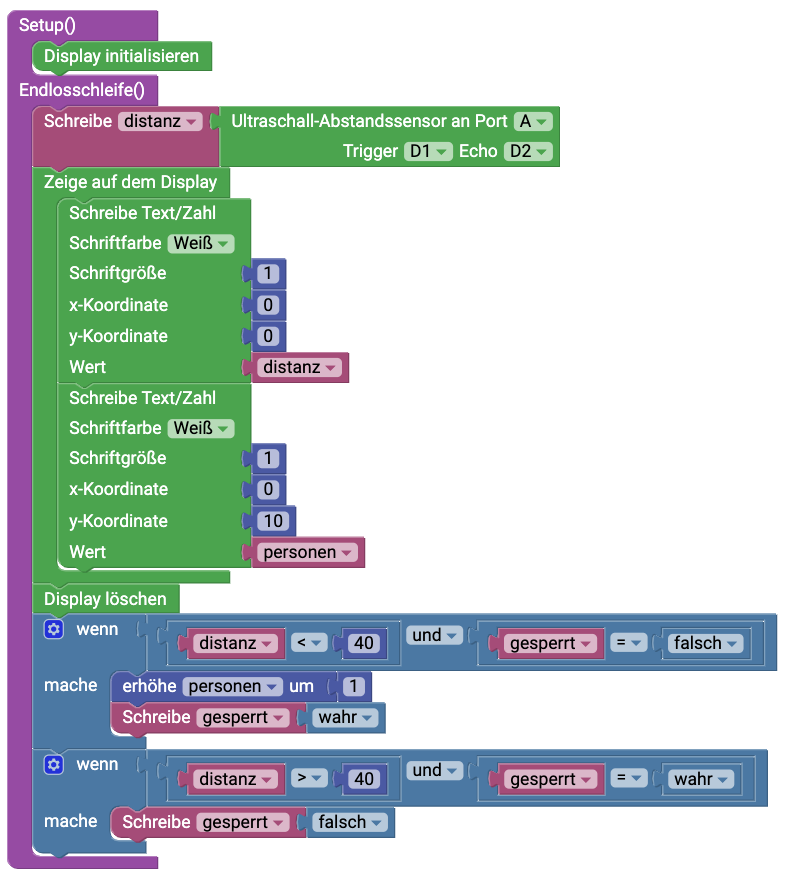 Setup()
Display initialisieren
Endlosschleife()
Schreibe distanz Ultraschall-Abstandssensor an Port A
Trigger D1 Echo D2
Zeige auf dem Display
Schreibe Text/Zahl
Schriftfarbe Weiß
Schriftgröße 1
x-Koordinate 0
y-Koordinate 0
Wert distanz
Schreibe Text/Zahl
Schriftfarbe Weiß
Schriftgröße 1
x-Koordinate 0
y-Koordinate 10
Wert personen
Display löschen
wenn distanz < 40 und gesperrt = falsch
mache erhöhe personen um 1
Schreibe gesperrt wahr
wenn distanz > 40 und gesperrt = wahr
mache Schreibe gesperrt falsch